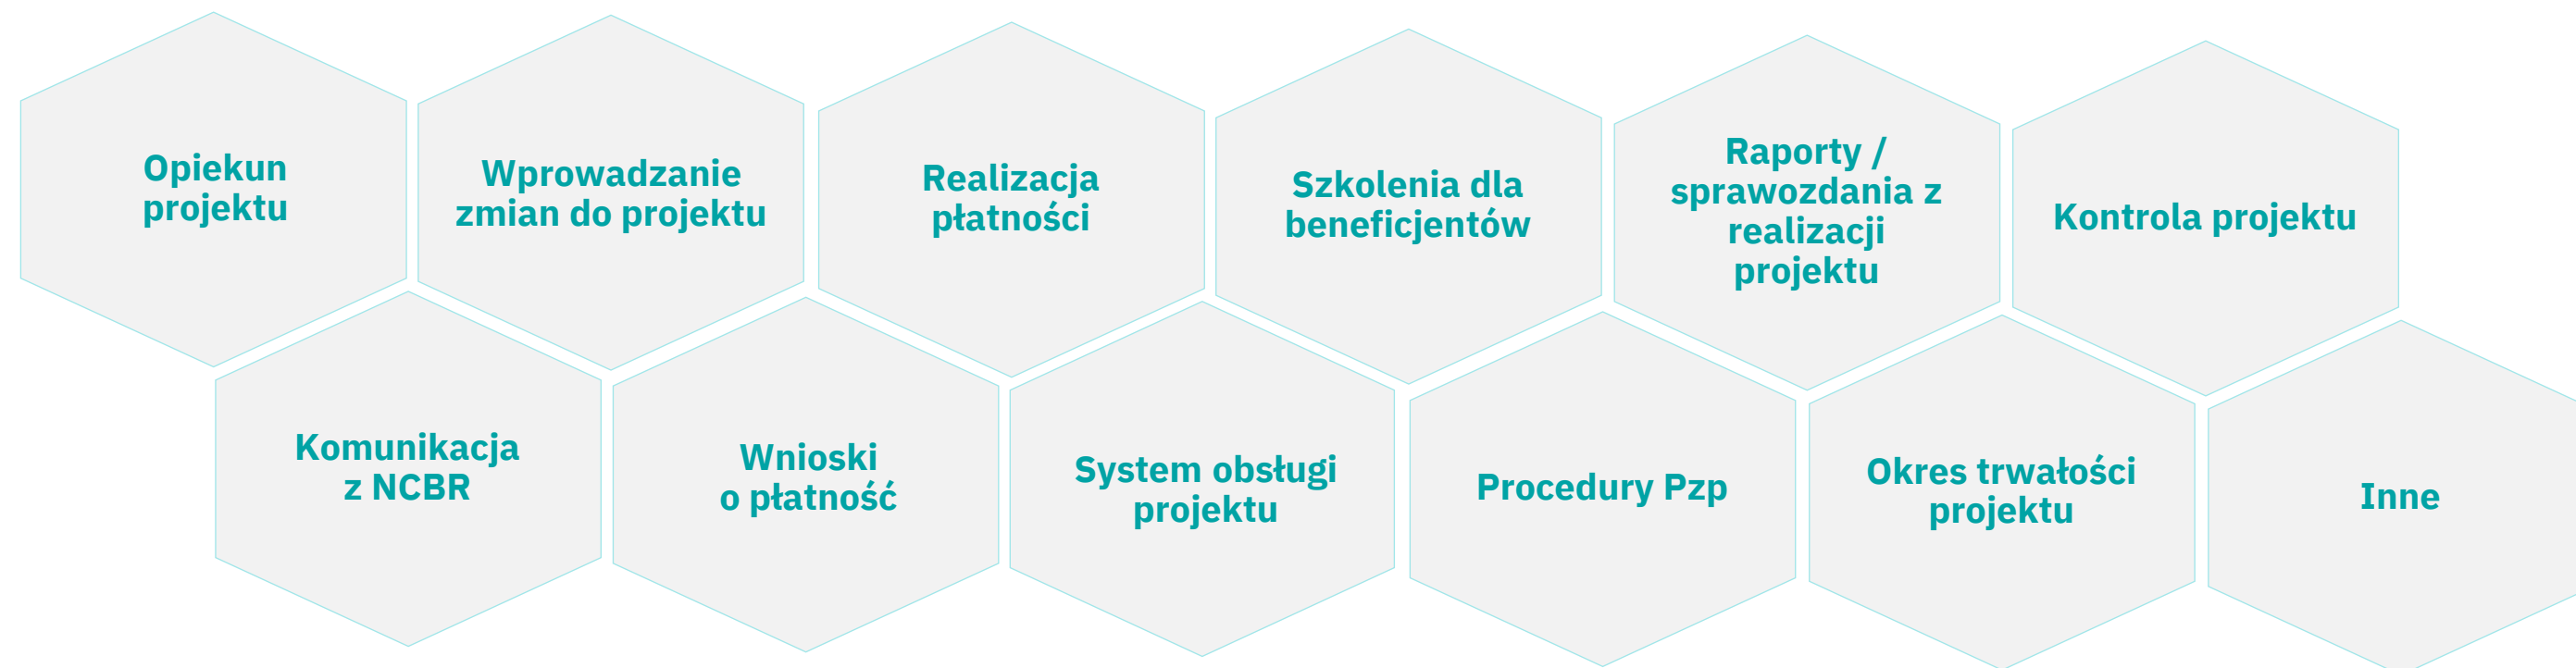 Opiekun
projektu
Wprowadzanie
zmian do projektu
Realizacja
płatności
Szkolenia dla
beneficjentów
Raporty /
sprawozdania z
realizacji
projektu
Kontrola projektu
Komunikacja
z NCBR
Wnioski
o płatność
System obsługi
projektu
Procedury Pzp
Okres trwałości
projektu
Inne